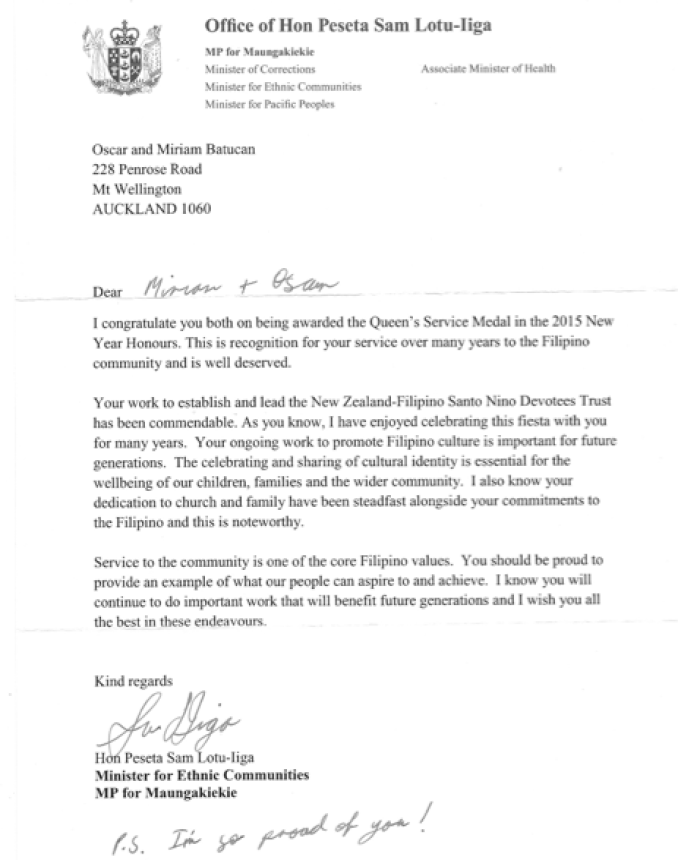 Office of Hon Peseta Sam Lotu-Iiga
MP for Maungakiekie
Minister of Corrections
Associate Minister of Health
Minister for Ethnic Communities
Minister for Pacific Peoples
Oscar and Miriam Batucan
228 Penrose Road
Mt Wellington
AUCKLAND 1060
Dear Miriam + Oscar
I congratulate you both on being awarded the Queen's Service Medal in the 2015 New
Year Honours. This is recognition for your service over many years to the Filipino
community and is well deserved.
Your work to establish and lead the New Zealand-Filipino Santo Nino Devotees Trust
has been commendable. As you know, I have enjoyed celebrating this fiesta with you
for many years. Your ongoing work to promote Filipino culture is important for future
generations. The celebrating and sharing of cultural identity is essential for the
wellbeing of our children, families and the wider community. I also know your
dedication to church and family have been steadfast alongside your commitments to
the Filipino and this is noteworthy.
Service to the community is one of the core Filipino values. You should be proud to
provide an example of what our people can aspire to and achieve. I know you will
continue to do important work that will benefit future generations and I wish you all
the best in these endeavours.
Kind regards
Hon Peseta Sam Lotu-Iiga
Minister for Ethnic Communities
MP for Maungakiekie
P.S. I'm so proud of you!